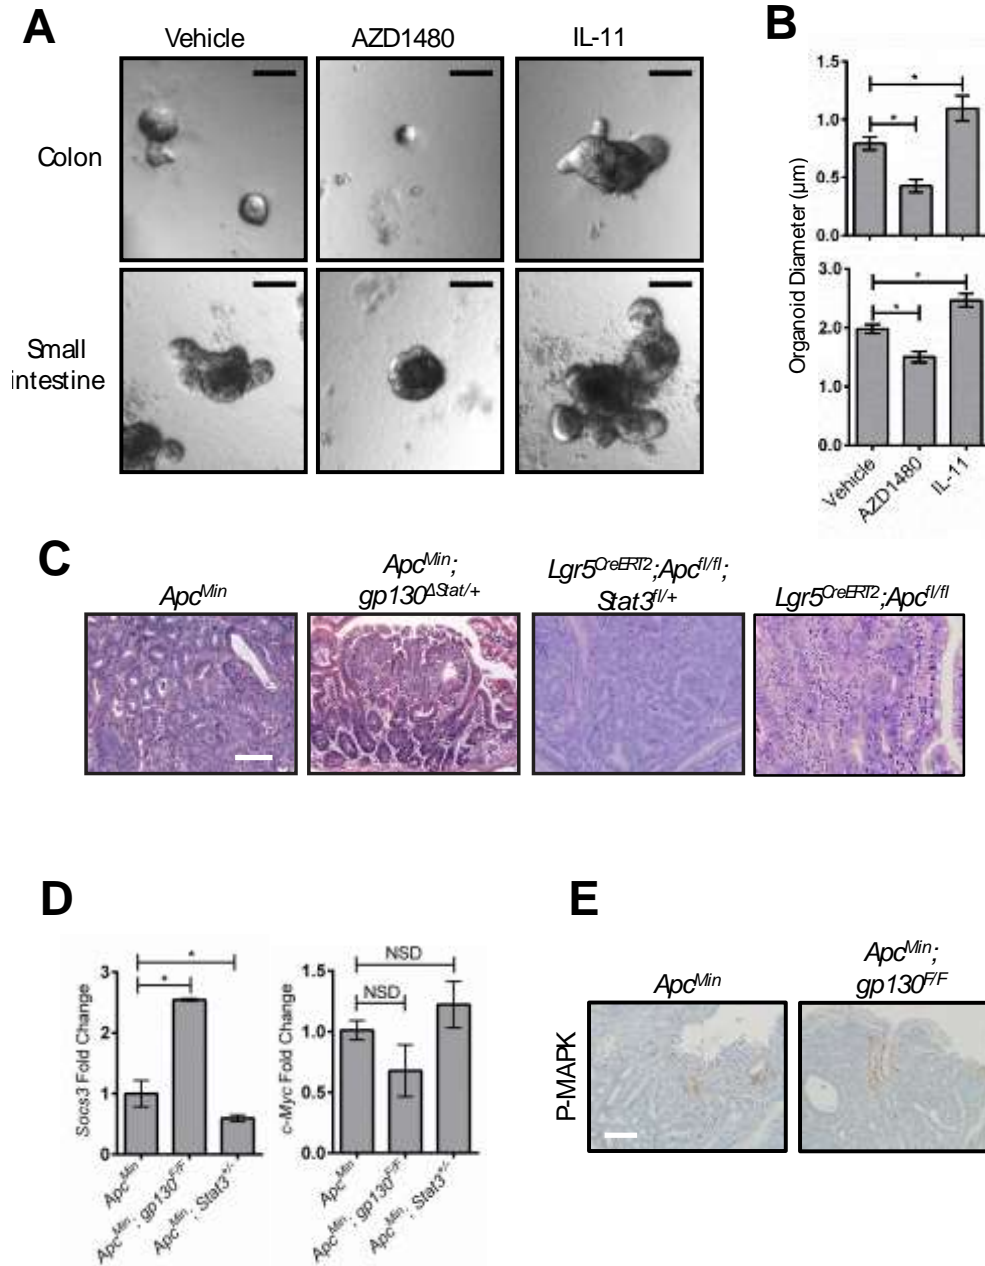 A
Vehicle
AZD1480
IL-11
Colon
Small
intestine
B
Organoid Diameter (μm)
1.5
1.0
0.5
0.0
*
*
3.0
2.0
1.0
0.0
*
*
Vehicle
AZD1480
IL-11
C
ApcMin
ApcMin;
gp130ΔStat/+
Lgr5CreERT2;Apcfl/fl;
Stat3fl/+
Lgr5CreERT2;Apcfl/fl
D
Socs3 Fold Change
3
2
1
0
*
*
ApcMin
ApcMin; gp130F/F
ApcMin; Stat3+/-
c-Myc Fold Change
1.5
1.0
0.5
0.0
NSD
NSD
ApcMin
ApcMin; gp130F/F
ApcMin; Stat3+/-
E
ApcMin
ApcMin;
gp130F/F
P-MAPK